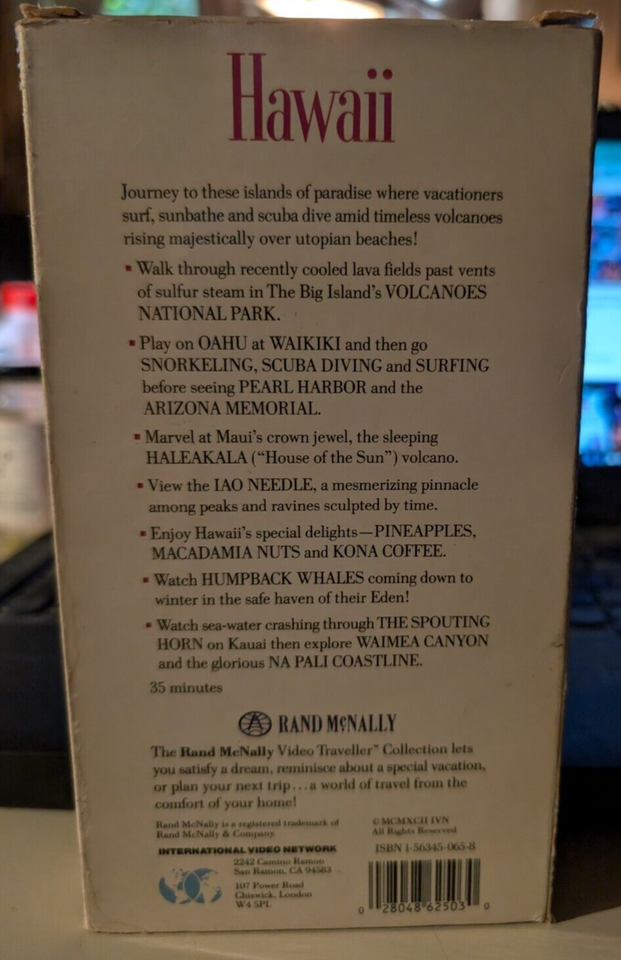 Hawaii
Journey to these islands of paradise where vacationers
surf, sunbathe and scuba dive amid timeless volcanoes
rising majestically over utopian beaches!
▪ Walk through recently cooled lava fields past vents
of sulfur steam in The Big Island's VOLCANOES
NATIONAL PARK.
▪ Play on OAHU at WAIKIKI and then go
SNORKELING, SCUBA DIVING and SURFING
before seeing PEARL HARBOR and the
ARIZONA MEMORIAL.
▪ Marvel at Maui's crown jewel, the sleeping
HALEAKALA ("House of the Sun") volcano.
▪ View the IAO NEEDLE, a mesmerizing pinnacle
among peaks and ravines sculpted by time.
▪ Enjoy Hawaii's special delights—PINEAPPLES,
MACADAMIA NUTS and KONA COFFEE.
▪ Watch HUMPBACK WHALES coming down to
winter in the safe haven of their Eden!
▪ Watch sea-water crashing through THE SPOUTING
HORN on Kauai then explore WAIMEA CANYON
and the glorious NA PALI COASTLINE.
35 minutes
RAND McNALLY
The Rand McNally Video Traveller™ Collection lets
you satisfy a dream, reminisce about a special vacation,
or plan your next trip...a world of travel from the
comfort of your home!
Rand McNally is a registered trademark of
Rand McNally & Company.
© MCMXCII IVN
All Rights Reserved
INTERNATIONAL VIDEO NETWORK
2242 Camino Ramon
San Ramon, CA 94583
107 Power Road
Chiswick, London
W4 5PL
ISBN 1-56345-065-8
0 28048 62503 0